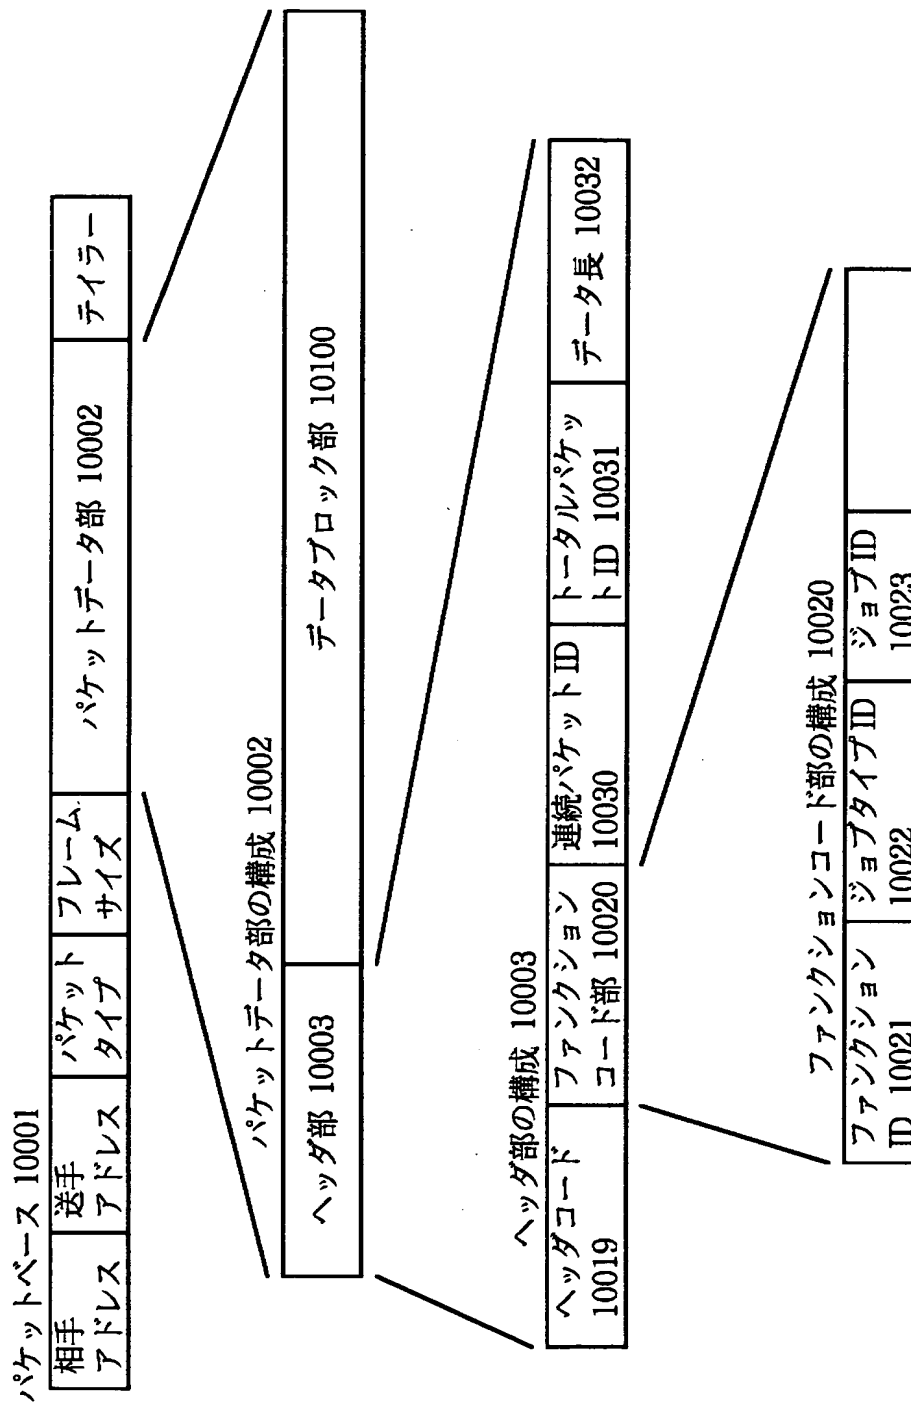 パケットベース 10001
相手
アドレス
送手
アドレス
パケット
タイプ
フレーム
サイズ
パケットデータ部 10002
テイラー
パケットデータ部の構成 10002
ヘッダ部 10003
データブロック部 10100
ヘッダ部の構成 10003
ヘッダコード
10019
ファンクション
コード部 10020
連続パケットID
10030
トータルパケッ
トID 10031
データ長 10032
ファンクションコード部の構成 10020
ファンクション
ID 10021
ジョブタイプID
10022
ジョブID
10023